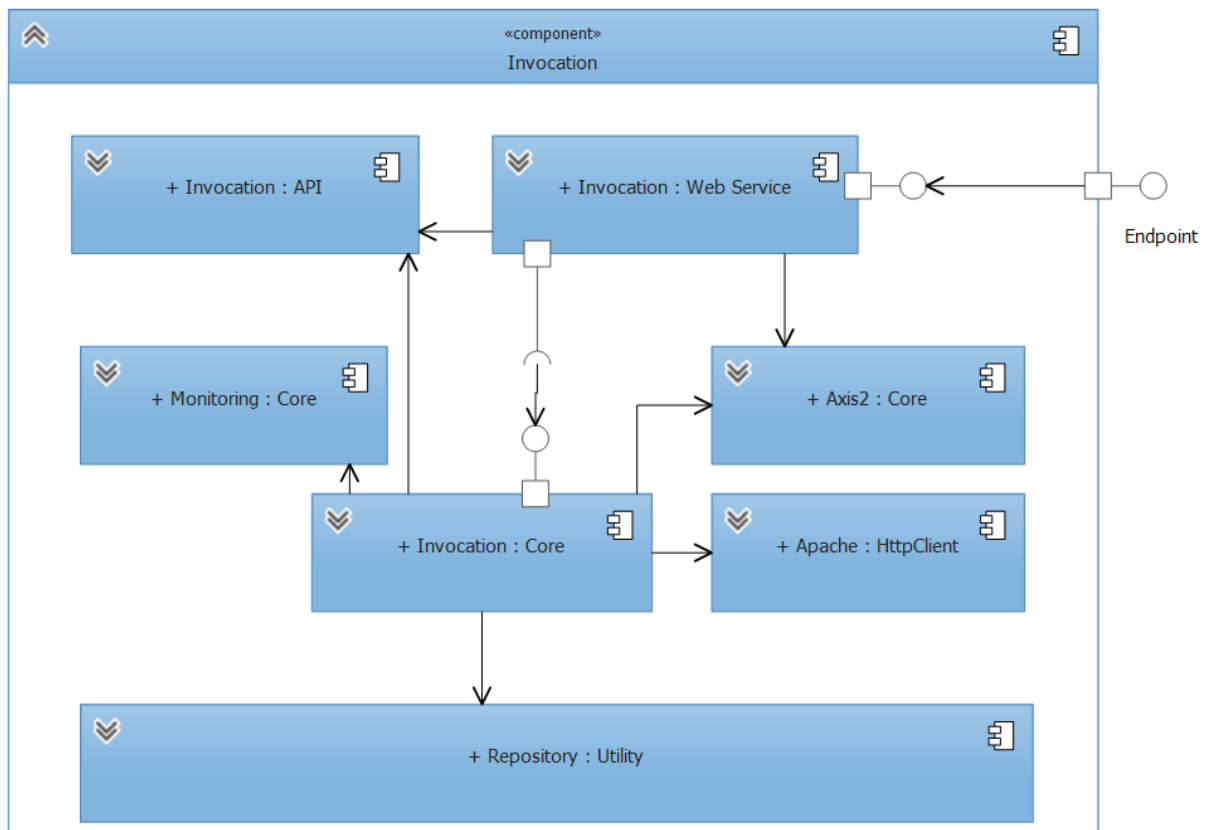 «component»
Invocation
+ Invocation : API
+ Invocation : Web Service
Endpoint
+ Monitoring : Core
+ Axis2 : Core
+ Invocation : Core
+ Apache : HttpClient
+ Repository : Utility